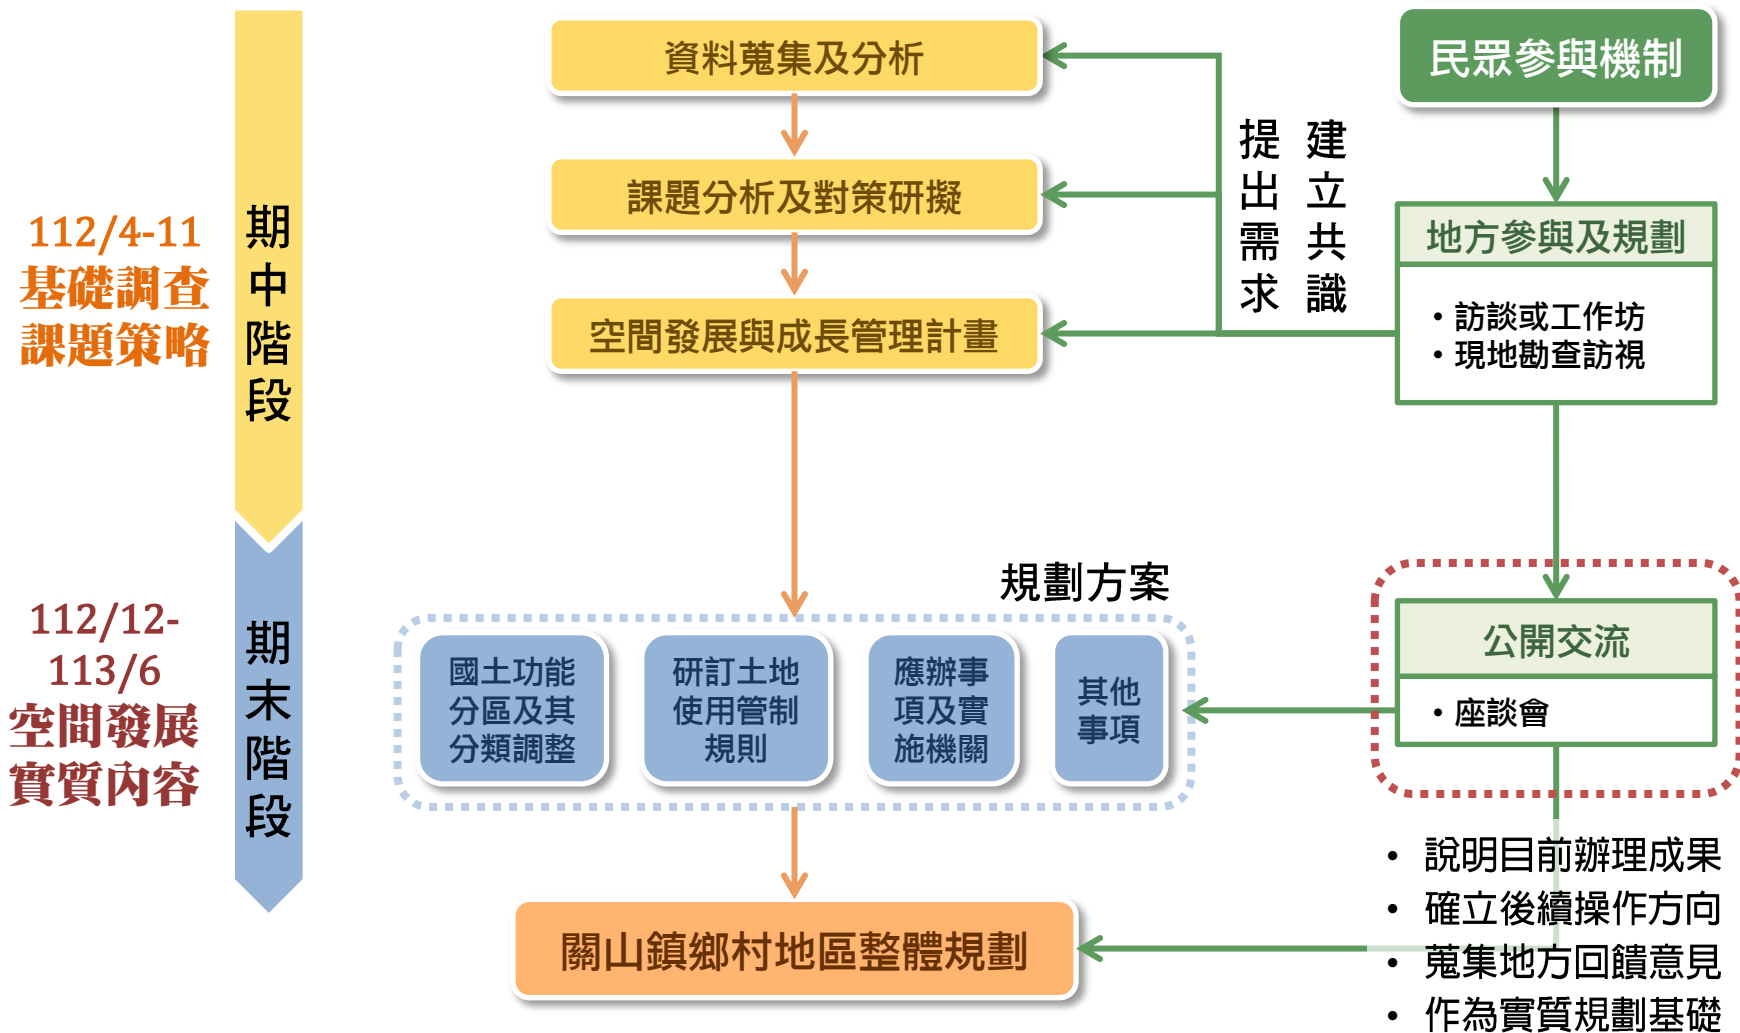 112/4-11
基礎調查
課題策略
期中階段
112/12-
113/6
空間發展
實質內容
期末階段
資料蒐集及分析
課題分析及對策研擬
空間發展與成長管理計畫
建立共識
提出需求
民眾參與機制
地方參與及規劃
•訪談或工作坊
•現地勘查訪視
規劃方案
國土功能
分區及其
分類調整
研訂土地
使用管制
規則
應辦事
項及實
施機關
其他
事項
公開交流
•座談會
關山鎮鄉村地區整體規劃
• 說明目前辦理成果
• 確立後續操作方向
• 蒐集地方回饋意見
• 作為實質規劃基礎